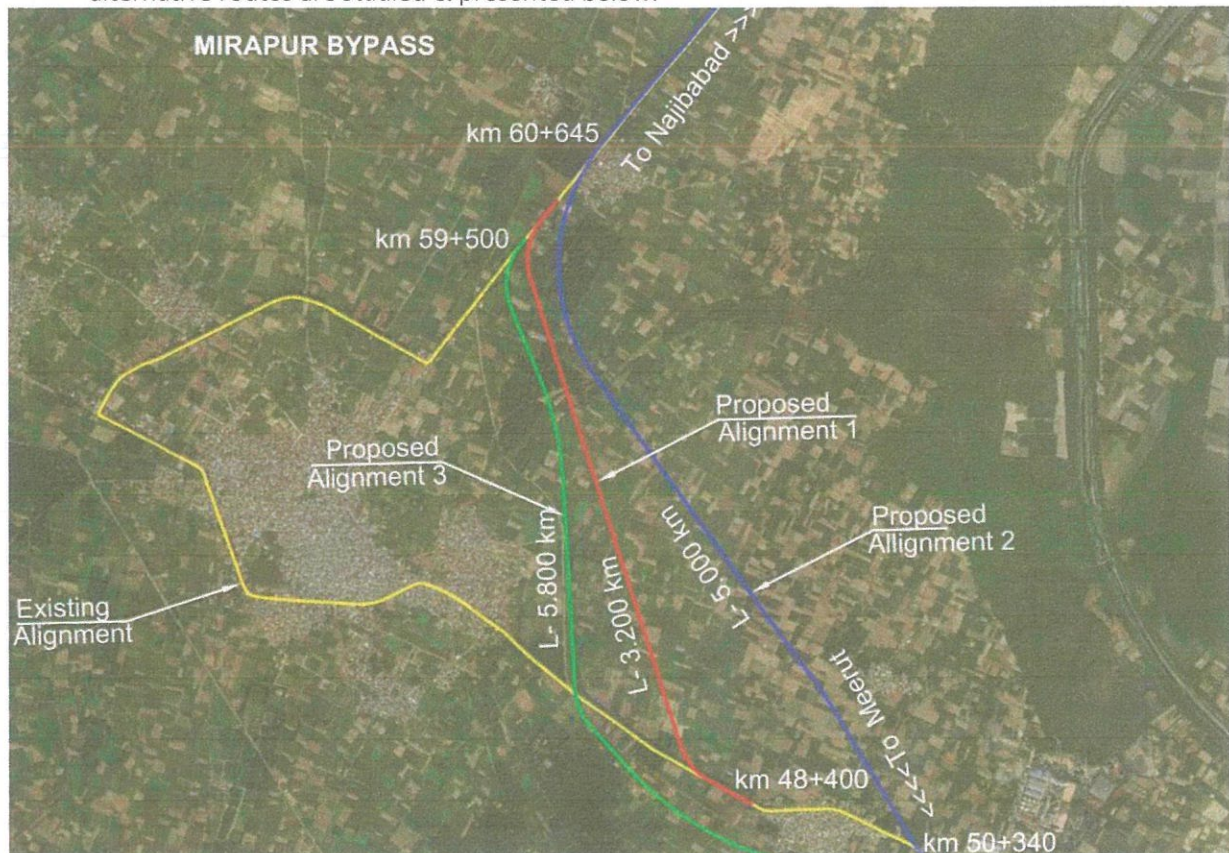 MIRAPUR BYPASS
To Najibabad >>>>
km 60+645
km 59+500
Proposed
Alignment 1
Proposed
Alignment 3
Proposed
Allignment 2
L- 5.800 km
L- 3.200 km
L- 5.000 km
Existing
Alignment
<<<<To Meerut
km 48+400
km 50+340